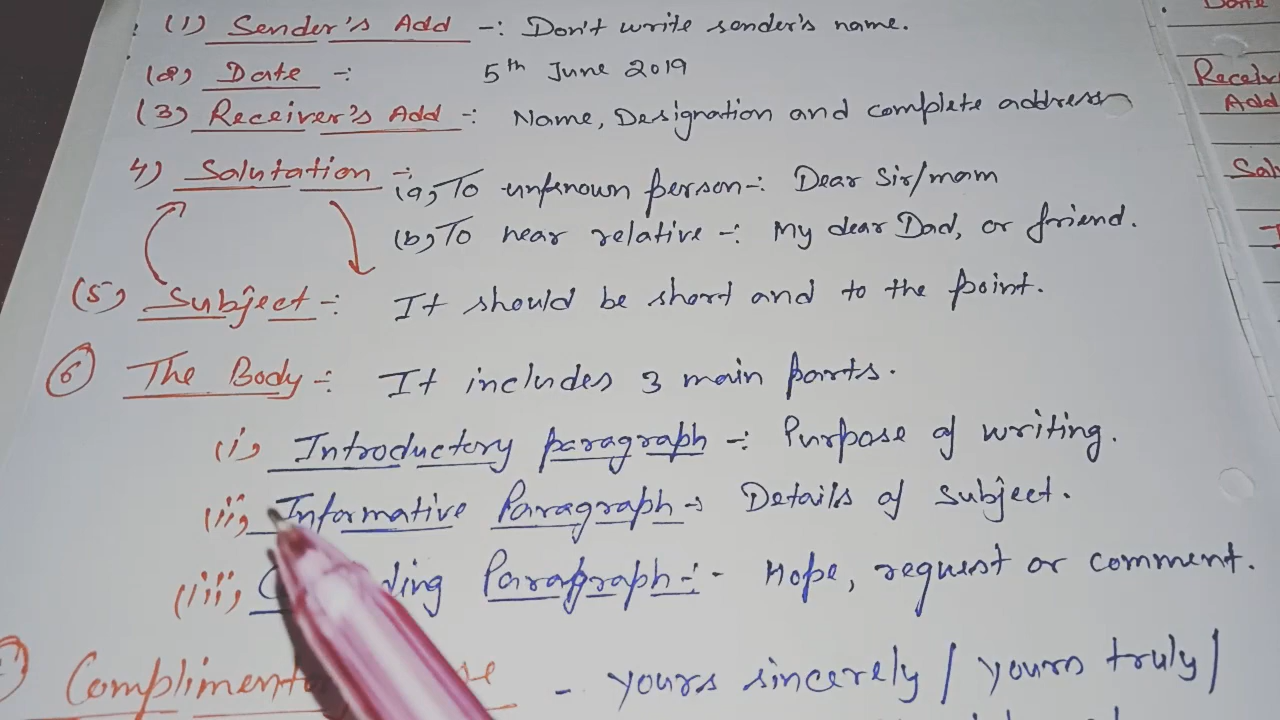 (1) Sender's Add -: Don't write sender's name.
(2) Date -: 5th June 2019
(3) Receiver's Add -: Name, Designation and complete address
4) Salutation -: (a) To unknown person -: Dear Sir/mam
(b) To near relative -: My dear Dad, or friend.
(5) Subject -: It should be short and to the point.
6 The Body -: It includes 3 main parts.
(i) Introductory paragraph -: Purpose of writing.
(ii) Informative Paragraph -: Details of subject.
(iii) Paragraph -: - Hope, request or comment.
- yours sincerely / yours truly /
Date
Add